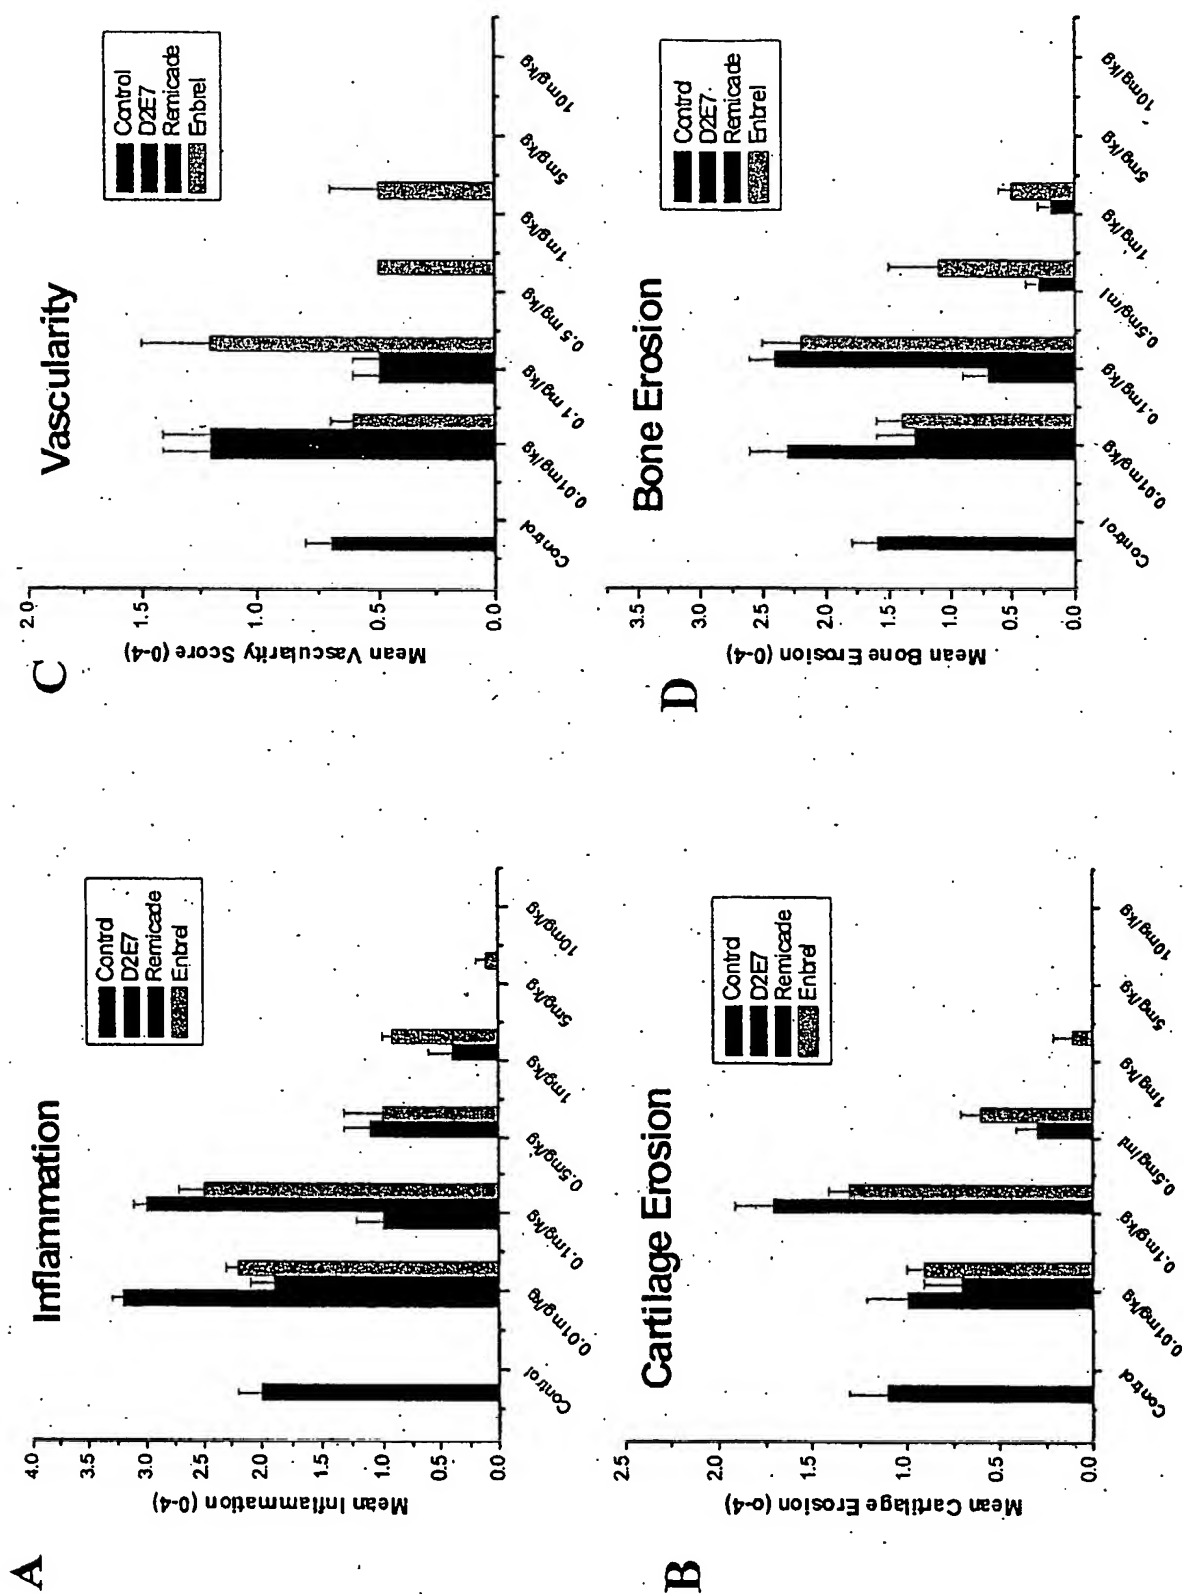 A
Inflammation
Mean Inflammation (0-4)
4.0
3.5
3.0
2.5
2.0
1.5
1.0
0.5
0.0
Control
D2E7
Remicade
Enbrel
Control
0.01mg/kg
0.1mg/kg
0.5mg/kg
1mg/kg
5mg/kg
10mg/kg
B
Cartilage Erosion
Mean Cartilage Erosion (o-4)
2.5
2.0
1.5
1.0
0.5
0.0
Control
D2E7
Remicade
Enbrel
Control
0.01mg/kg
0.1mg/kg
0.5mg/ml
1mg/kg
5mg/kg
10mg/kg
C
Vascularity
Mean Vascularity Score (0-4)
2.0
1.5
1.0
0.5
0.0
Control
D2E7
Remicade
Enbrel
Control
0.01mg/kg
0.1 mg/kg
0.5 mg/kg
1mg/kg
5mg/kg
10mg/kg
D
Bone Erosion
Mean Bone Erosion (0-4)
3.5
3.0
2.5
2.0
1.5
1.0
0.5
0.0
Control
D2E7
Remicade
Enbrel
Control
0.01mg/kg
0.1mg/kg
0.5mg/ml
1mg/kg
5mg/kg
10mg/kg